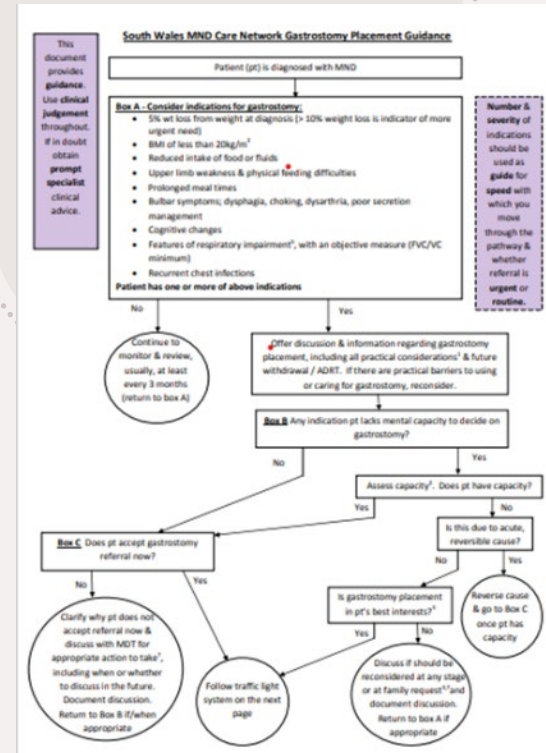 South Wales MND Care Network Gastrostomy Placement Guidance
This
document
provides
guidance.
Use clinical
judgement
throughout.
If in doubt
obtain
prompt
specialist
clinical
advice.
Patient (pt) is diagnosed with MND
Box A - Consider indications for gastrostomy:
• 5% wt loss from weight at diagnosis (> 10% weight loss is indicator of more
urgent need)
• BMI of less than 20kg/m²
• Reduced intake of food or fluids
• Upper limb weakness & physical feeding difficulties
• Prolonged meal times
• Bulbar symptoms; dysphagia, choking, dysarthria, poor secretion
management
• Cognitive changes
• Features of respiratory impairment, with an objective measure (FVC/VC
minimum)
• Recurrent chest infections
Patient has one or more of above indications
Number &
severity of
indications
should be
used as
guide for
speed with
which you
move
through the
pathway &
whether
referral is
urgent or
routine.
No
Yes
Continue to
monitor & review,
usually, at least
every 3 months
(return to box A)
Offer discussion & information regarding gastrostomy
placement, including all practical considerations¹ & future
withdrawal / ADRT. If there are practical barriers to using
or caring for gastrostomy, reconsider.
Box B Any indication pt lacks mental capacity to decide on
gastrostomy?
No
Yes
Assess capacity². Does pt have capacity?
Yes
No
Box C Does pt accept gastrostomy
referral now?
Is this due to acute,
reversible cause?
No
Yes
No
Yes
Is gastrostomy placement
in pt's best interests?
Reverse cause
& go to Box C
once pt has
capacity
Yes
No
Clarify why pt does not
accept referral now &
discuss with MDT for
appropriate action to take,
including when or whether
to discuss in the future.
Document discussion.
Return to Box B if/when
appropriate
Follow traffic light
system on the next
page
Discuss if should be
reconsidered at any stage
or at family request and
document discussion.
Return to box A if
appropriate